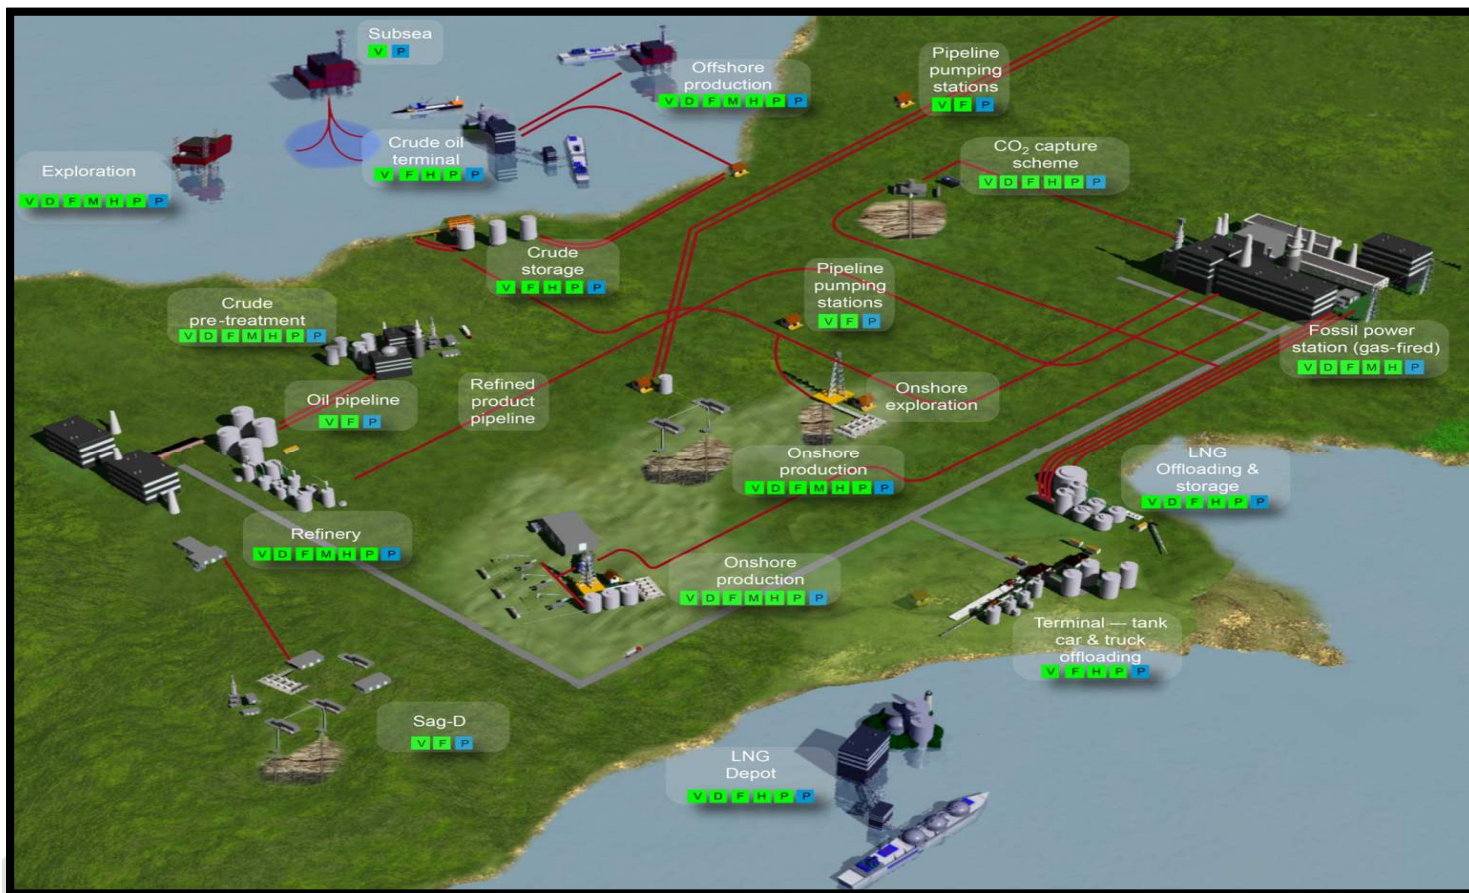 Subsea
V P
Offshore
production
V D F M H P P
Pipeline
pumping
stations
V F P
Crude oil
terminal
V F H P P
CO₂ capture
scheme
V D F H P P
Exploration
V D F M H P P
Crude
storage
V F H P P
Pipeline
pumping
stations
V F P
Crude
pre-treatment
V D F M H P P
Fossil power
station (gas-fired)
V D F M H P
Oil pipeline
V F P
Refined
product
pipeline
Onshore
exploration
Onshore
production
V D F M H P P
LNG
Offloading &
storage
V D F H P P
Refinery
V D F M H P P
Onshore
production
V D F M H P P
Terminal — tank
car & truck
offloading
V F H P P
Sag-D
V F P
LNG
Depot
V D F H P P